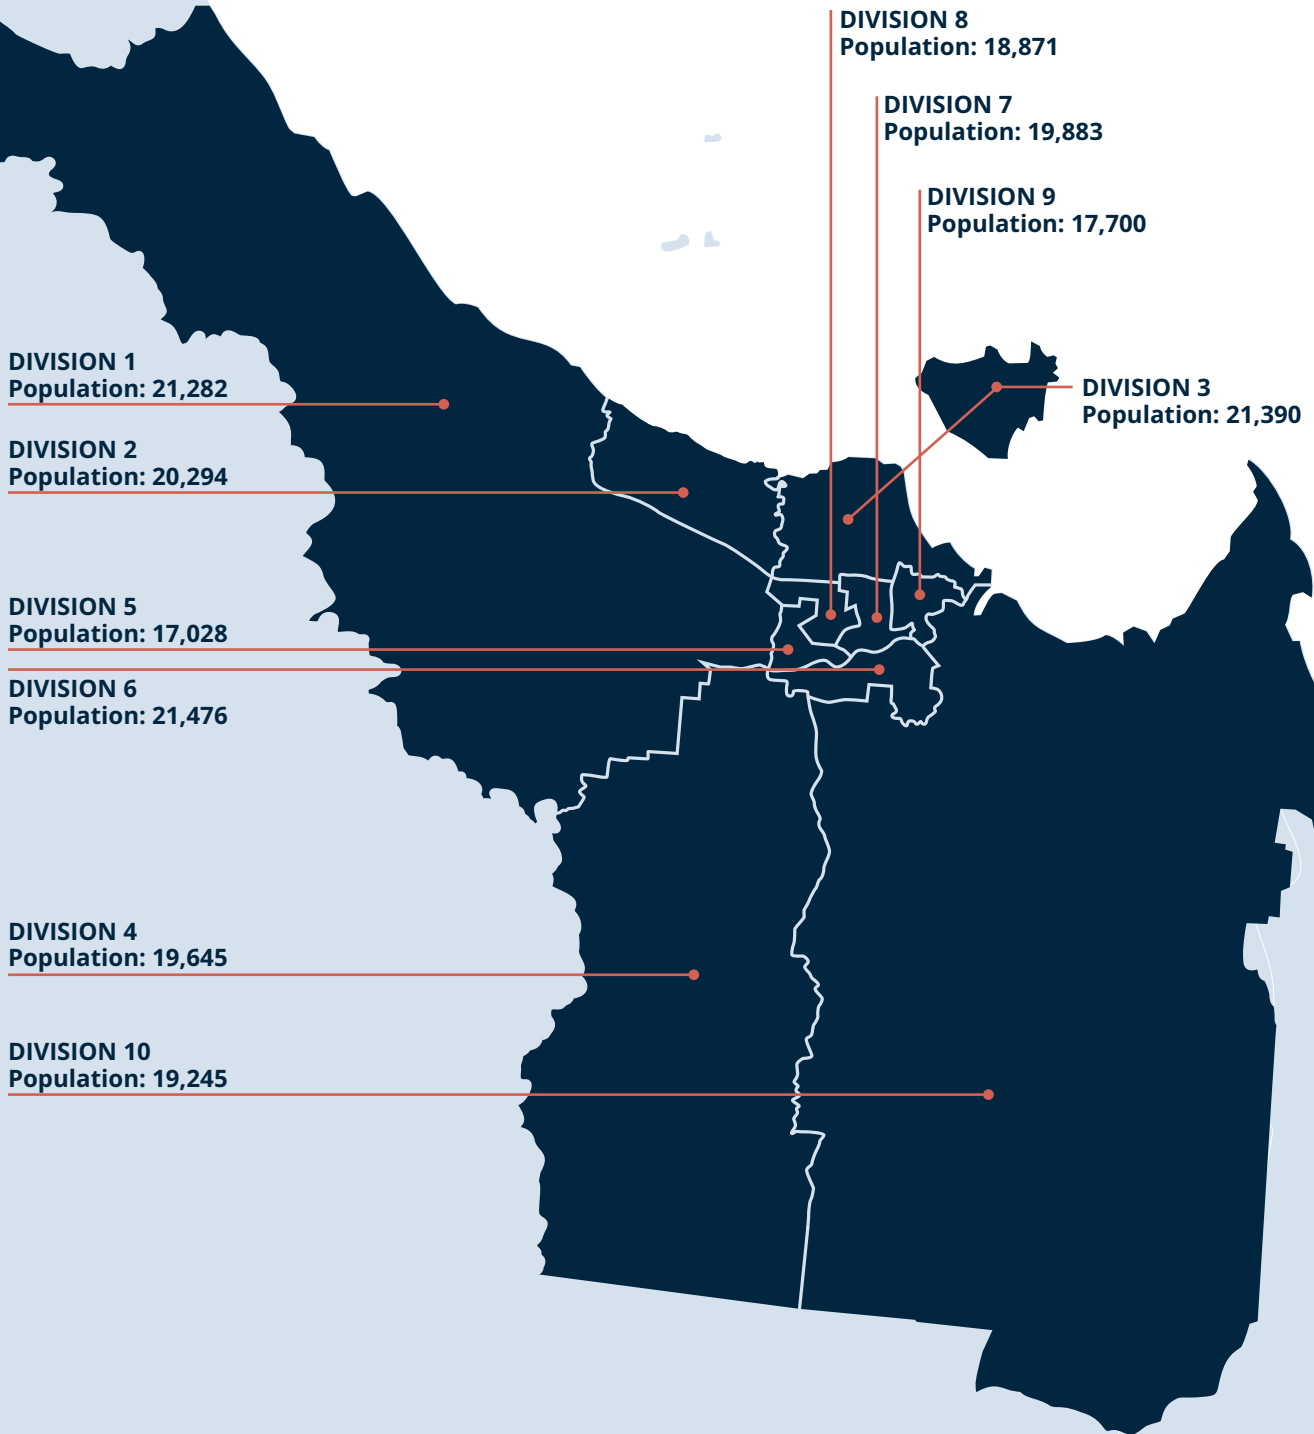 DIVISION 8
Population: 18,871
DIVISION 7
Population: 19,883
DIVISION 9
Population: 17,700
DIVISION 1
Population: 21,282
DIVISION 3
Population: 21,390
DIVISION 2
Population: 20,294
DIVISION 5
Population: 17,028
DIVISION 6
Population: 21,476
DIVISION 4
Population: 19,645
DIVISION 10
Population: 19,245